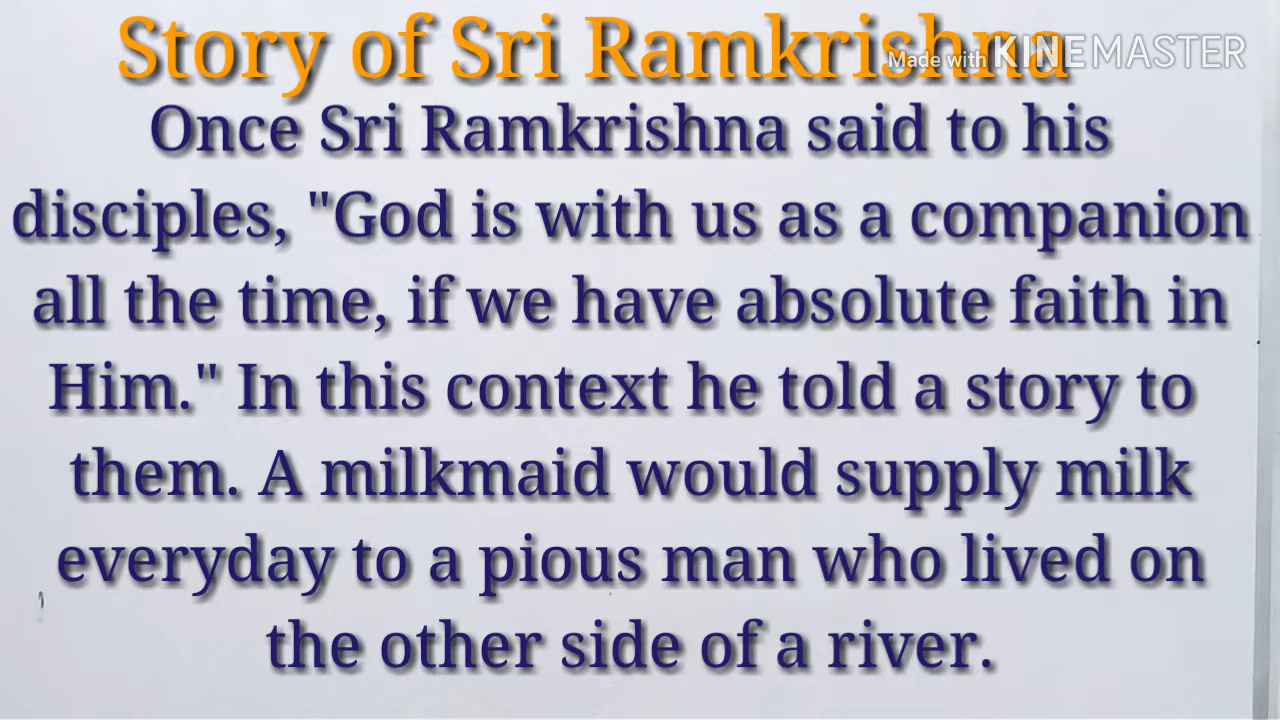 Story of Sri Ramkrishna
Made with KINEMASTER
Once Sri Ramkrishna said to his
disciples, "God is with us as a companion
all the time, if we have absolute faith in
Him." In this context he told a story to
them. A milkmaid would supply milk
everyday to a pious man who lived on
the other side of a river.